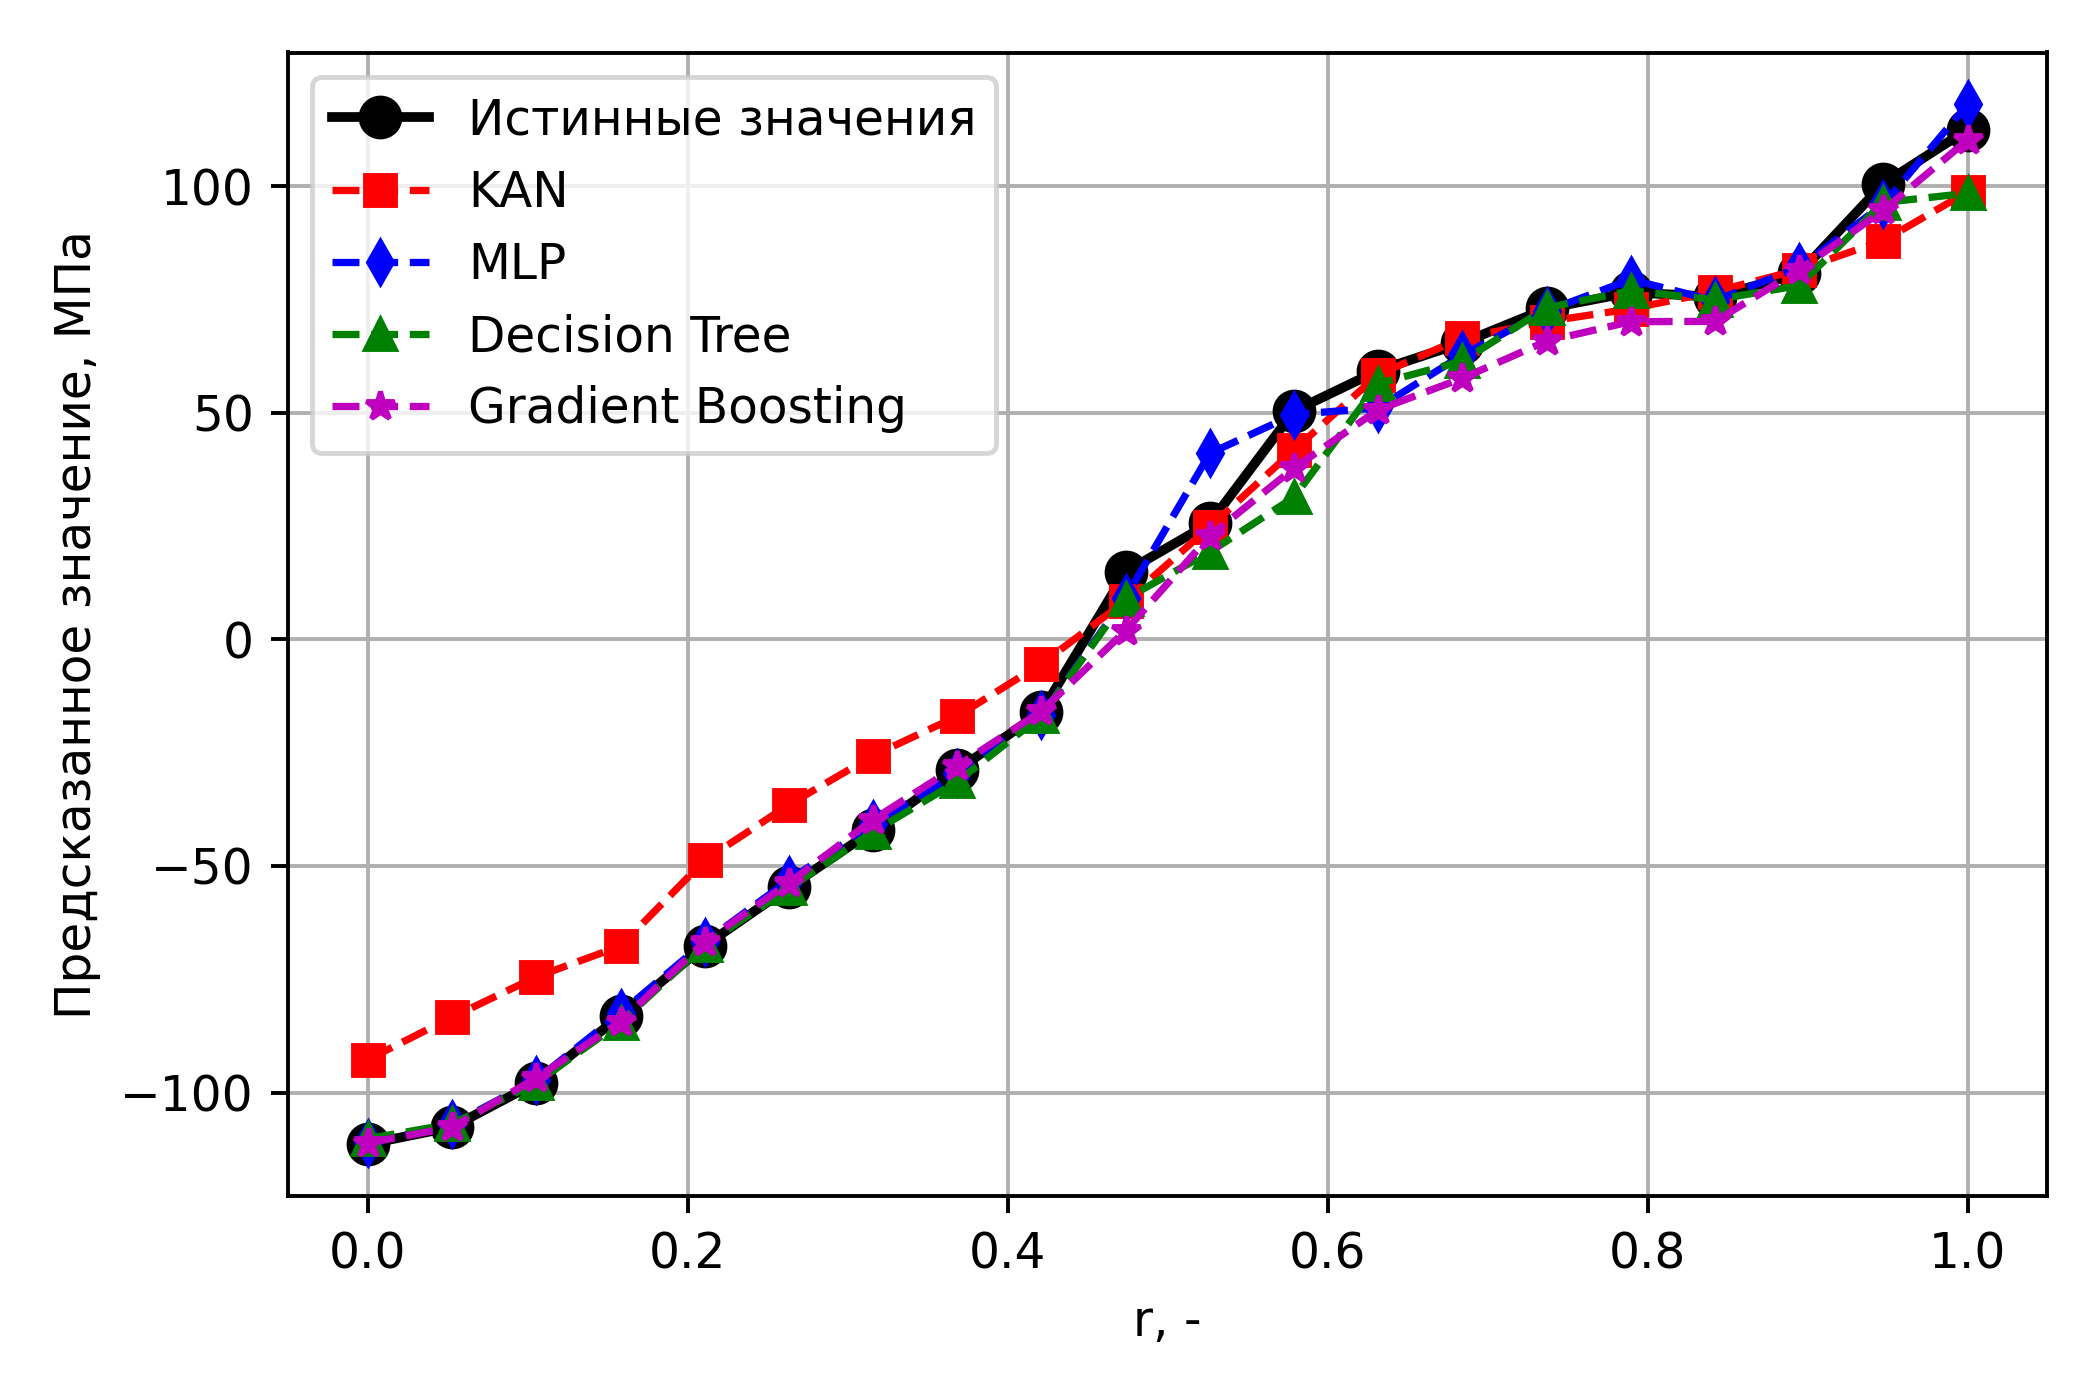 Истинные значения
KAN
MLP
Decision Tree
Gradient Boosting
Предсказанное значение, МПа
100
50
0
−50
−100
0.0 0.2 0.4 0.6 0.8 1.0
r, -